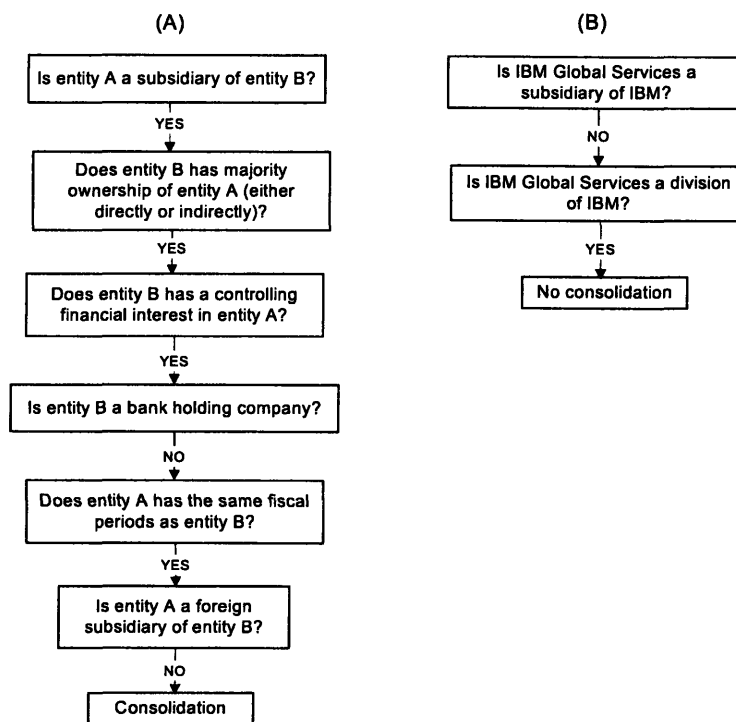 (A)
Is entity A a subsidiary of entity B?
YES
Does entity B has majority
ownership of entity A (either
directly or indirectly)?
YES
Does entity B has a controlling
financial interest in entity A?
YES
Is entity B a bank holding company?
NO
Does entity A has the same fiscal
periods as entity B?
YES
Is entity A a foreign
subsidiary of entity B?
NO
Consolidation
(B)
Is IBM Global Services a
subsidiary of IBM?
NO
Is IBM Global Services a division
of IBM?
YES
No consolidation